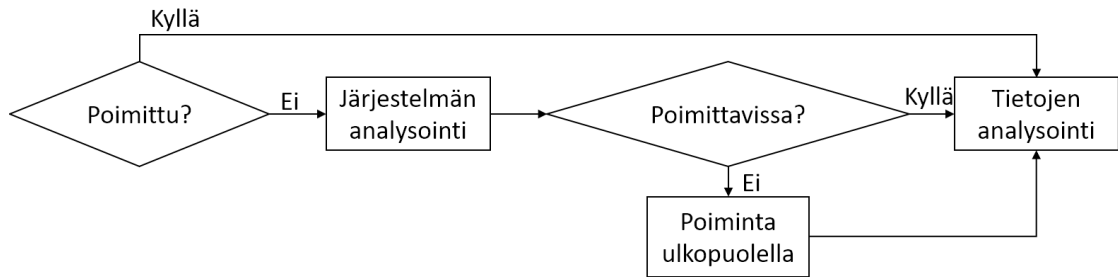 Kyllä
Poimittu?
Ei
Järjestelmän
analysointi
Poimittavissa?
Kyllä
Tietojen
analysointi
Ei
Poiminta
ulkopuolella